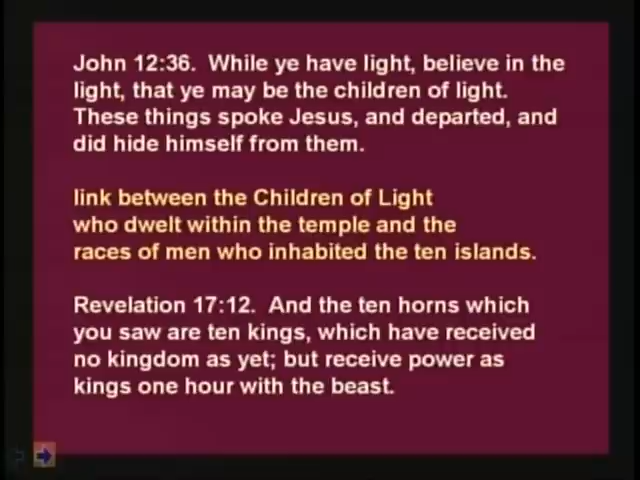 John 12:36.  While ye have light, believe in the
light, that ye may be the children of light.
These things spoke Jesus, and departed, and
did hide himself from them.
link between the Children of Light
who dwelt within the temple and the
races of men who inhabited the ten islands.
Revelation 17:12.  And the ten horns which
you saw are ten kings, which have received
no kingdom as yet; but receive power as
kings one hour with the beast.